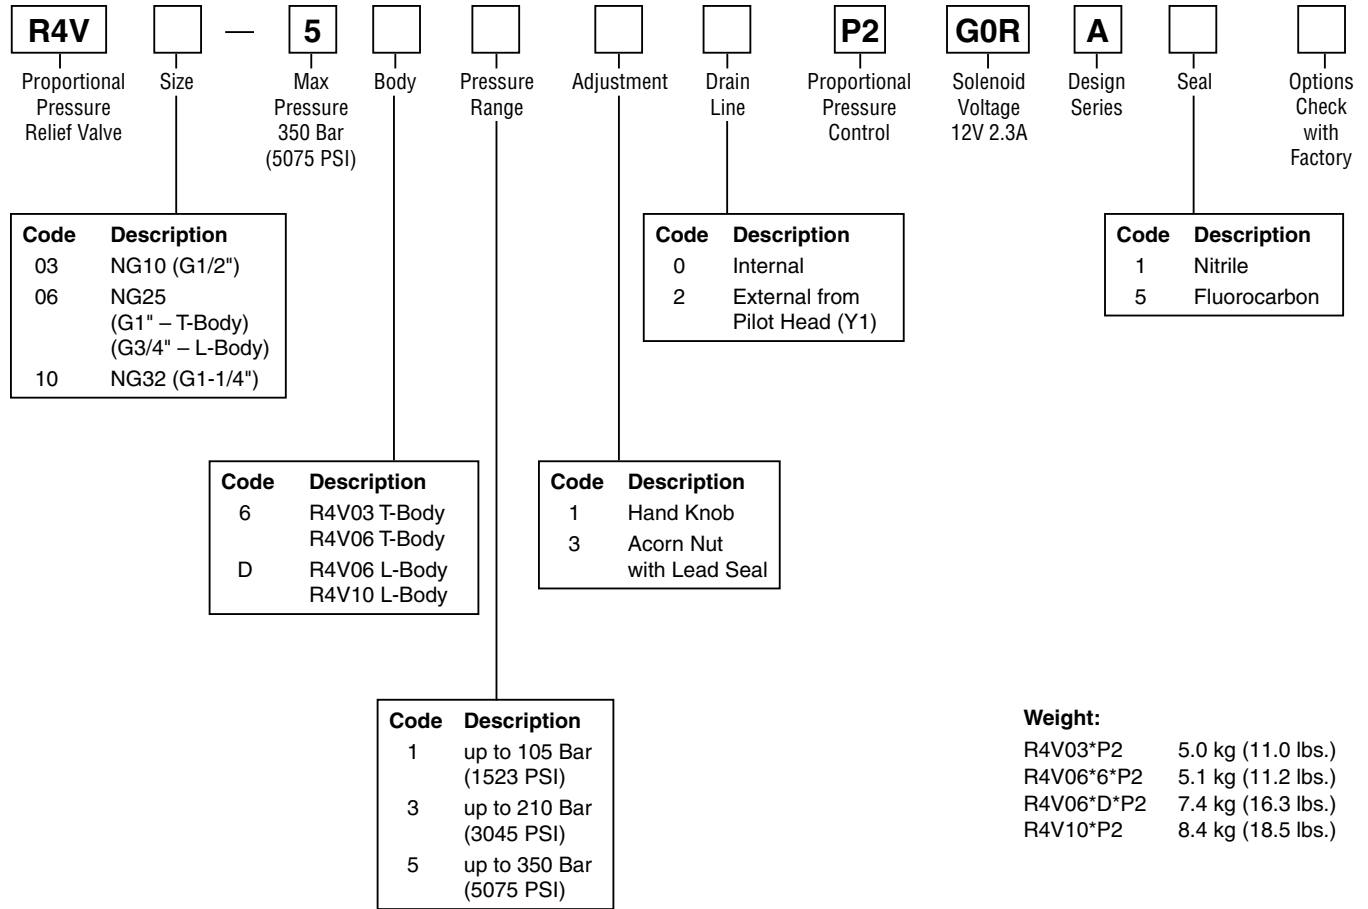 R4V — 5 P2 G0R A
Proportional Pressure Relief Valve
Size
Max Pressure 350 Bar (5075 PSI)
Body
Pressure Range
Adjustment
Drain Line
Proportional Pressure Control
Solenoid Voltage 12V 2.3A
Design Series
Seal
Options Check with Factory
Code Description
03 NG10 (G1/2")
06 NG25
(G1" – T-Body)
(G3/4" – L-Body)
10 NG32 (G1-1/4")
Code Description
0 Internal
2 External from
Pilot Head (Y1)
Code Description
1 Nitrile
5 Fluorocarbon
Code Description
6 R4V03 T-Body
R4V06 T-Body
D R4V06 L-Body
R4V10 L-Body
Code Description
1 Hand Knob
3 Acorn Nut
with Lead Seal
Code Description
1 up to 105 Bar
(1523 PSI)
3 up to 210 Bar
(3045 PSI)
5 up to 350 Bar
(5075 PSI)
Weight:
R4V03*P2 5.0 kg (11.0 lbs.)
R4V06*6*P2 5.1 kg (11.2 lbs.)
R4V06*D*P2 7.4 kg (16.3 lbs.)
R4V10*P2 8.4 kg (18.5 lbs.)